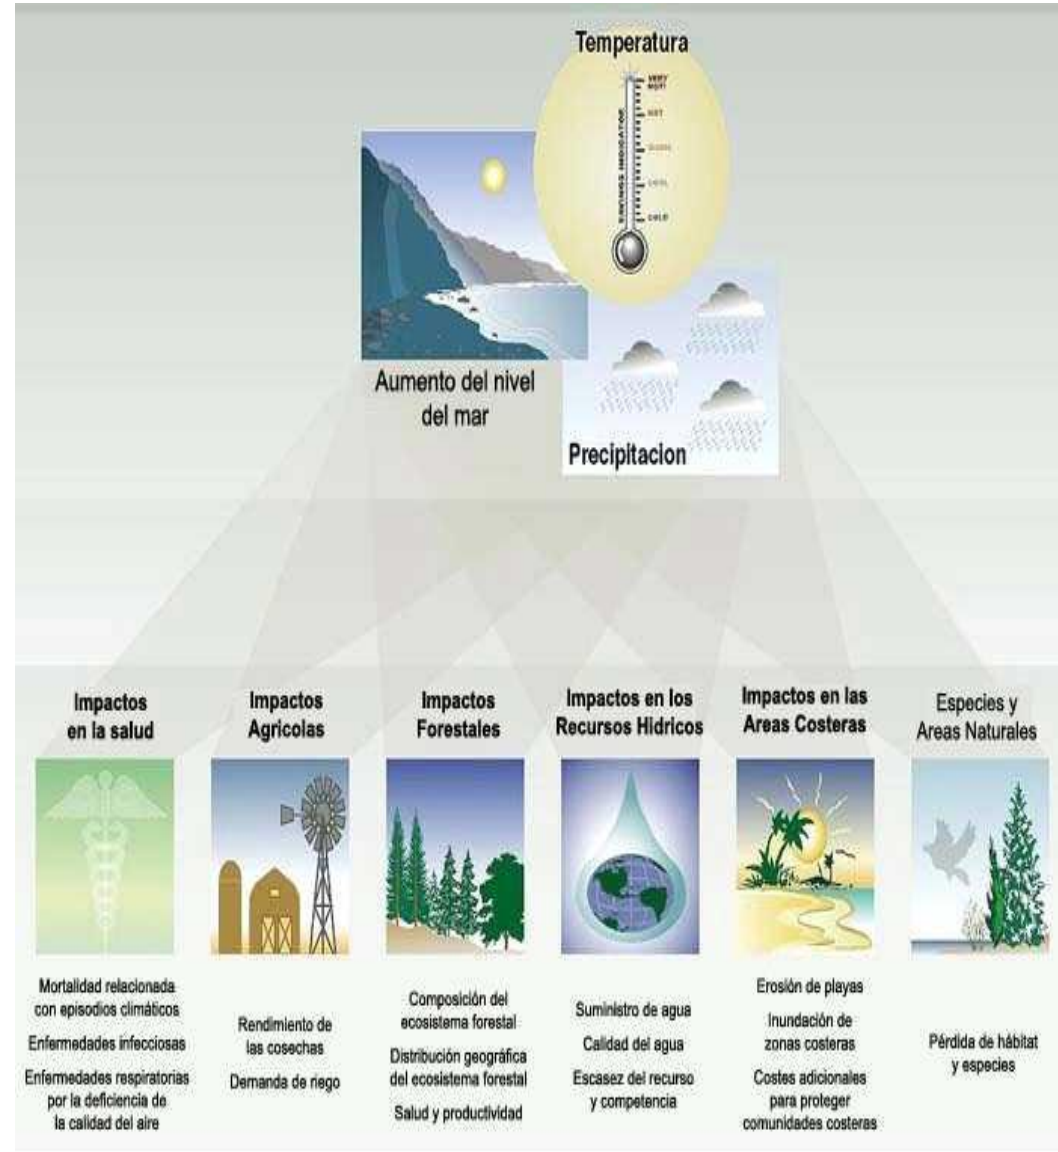 Temperatura
VERY
HOT!
HOT
COLD
Aumento del nivel
del mar
Precipitacion
Impactos
en la salud
Impactos
Agricolas
Impactos
Forestales
Impactos en los
Recursos Hidricos
Impactos en las
Areas Costeras
Especies y
Areas Naturales
Mortalidad relacionada
con episodios climáticos
Enfermedades infecciosas
Enfermedades respiratorias
por la deficiencia de
la calidad del aire
Rendimiento de
las cosechas
Demanda de riego
Composición del
ecosistema forestal
Distribución geográfica
del ecosistema forestal
Salud y productividad
Suministro de agua
Calidad del agua
Escasez del recurso
y competencia
Erosión de playas
Inundación de
zonas costeras
Costes adicionales
para proteger
comunidades costeras
Pérdida de hábitat
y especies